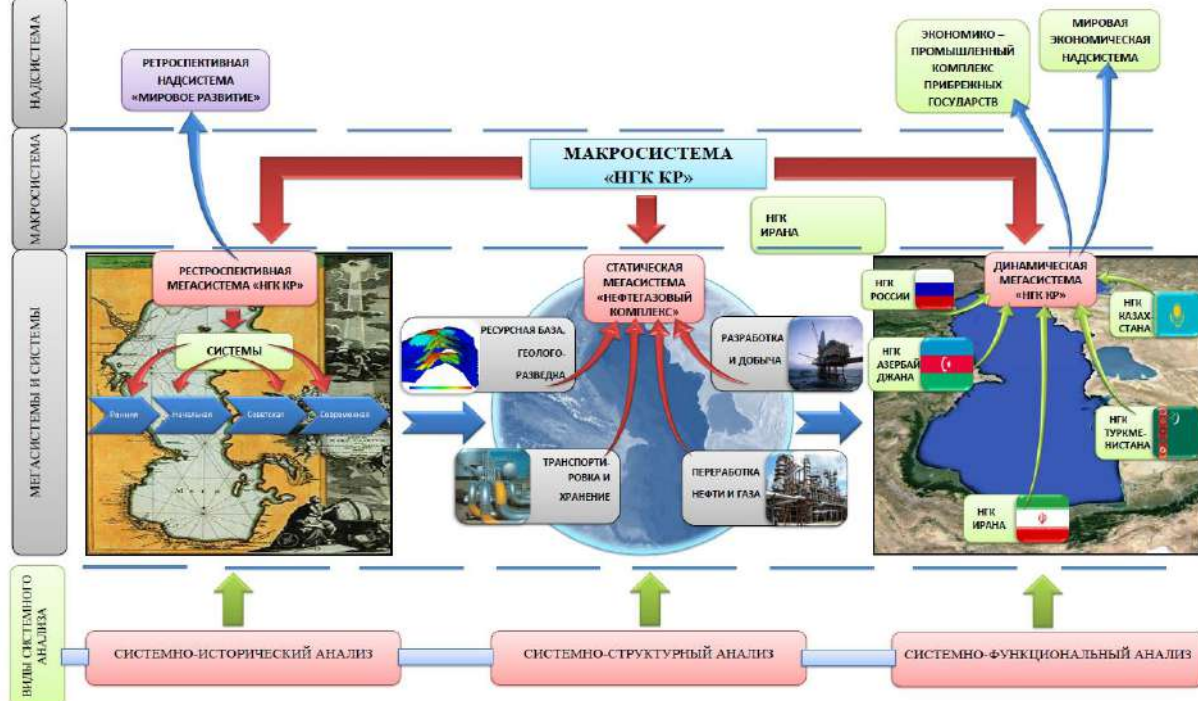 НАДСИСТЕМА
РЕТРОСПЕКТИВНАЯ
НАДСИСТЕМА
«МИРОВОЕ РАЗВИТИЕ»
ЭКОНОМИКО –
ПРОМЫШЛЕННЫЙ
КОМПЛЕКС
ПРИБРЕЖНЫХ
ГОСУДАРСТВ
МИРОВАЯ
ЭКОНОМИЧЕСКАЯ
НАДСИСТЕМА
МАКРОСИСТЕМА
МАКРОСИСТЕМА
«НГК КР»
НГК
ИРАНА
МЕГАСИСТЕМЫ И СИСТЕМЫ
РЕСТРОСПЕКТИВНАЯ
МЕГАСИСТЕМА «НГК КР»
СИСТЕМЫ
Ранняя
Начальная
Советская
Современная
СТАТИЧЕСКАЯ
МЕГАСИСТЕМА
«НЕФТЕГАЗОВЫЙ
КОМПЛЕКС»
РЕСУРСНАЯ БАЗА,
ГЕОЛОГО-
РАЗВЕДКА
РАЗРАБОТКА
И ДОБЫЧА
ТРАНСПОРТИ-
РОВКА И
ХРАНЕНИЕ
ПЕРЕРАБОТКА
НЕФТИ И ГАЗА
ДИНАМИЧЕСКАЯ
МЕГАСИСТЕМА
«НГК КР»
НГК
РОССИИ
НГК
КАЗАХ-
СТАНА
НГК
АЗЕРБАЙ
ДЖАНА
НГК
ТУРКМЕ-
НИСТАНА
НГК
ИРАНА
ВИДЫ СИСТЕМНОГО
АНАЛИЗА
СИСТЕМНО-ИСТОРИЧЕСКИЙ АНАЛИЗ
СИСТЕМНО-СТРУКТУРНЫЙ АНАЛИЗ
СИСТЕМНО-ФУНКЦИОНАЛЬНЫЙ АНАЛИЗ